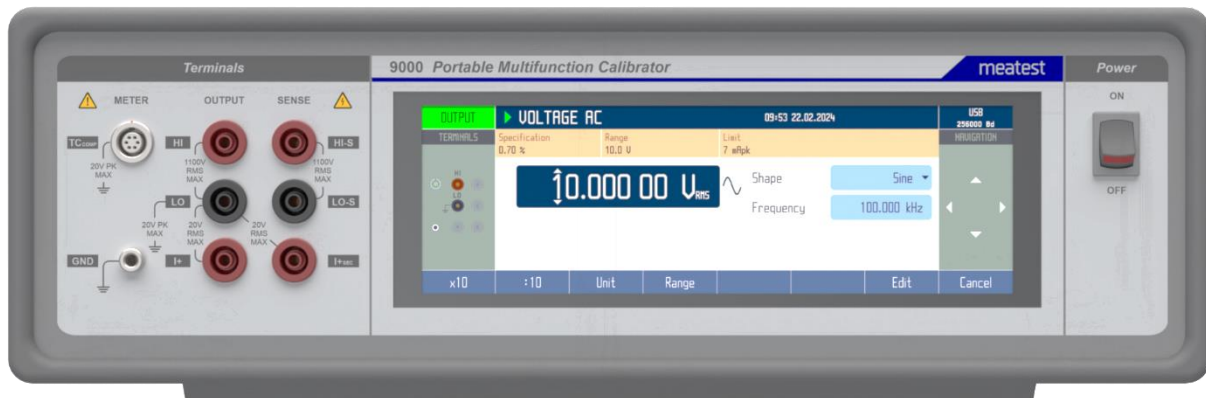 Terminals
9000 Portable Multifunction Calibrator
meatest
Power
METER
OUTPUT
SENSE
ON
OUTPUT
VOLTAGE AC
09:53 22.02.2024
USB
256000 Bd
TERMINALS
Specification
Range
Limit
NAVIGATION
0.70 %
10.0 V
7 mApk
TC COMP
HI
HI-S
20V PK
MAX
1100V
RMS
MAX
1100V
RMS
MAX
HI
LO
10.000 00 V RMS
Shape
Sine
Frequency
100.000 kHz
OFF
LO
LO-S
20V PK
MAX
20V
RMS
MAX
20V
RMS
MAX
GND
I+
I+ SEC
x10
:10
Unit
Range
Edit
Cancel